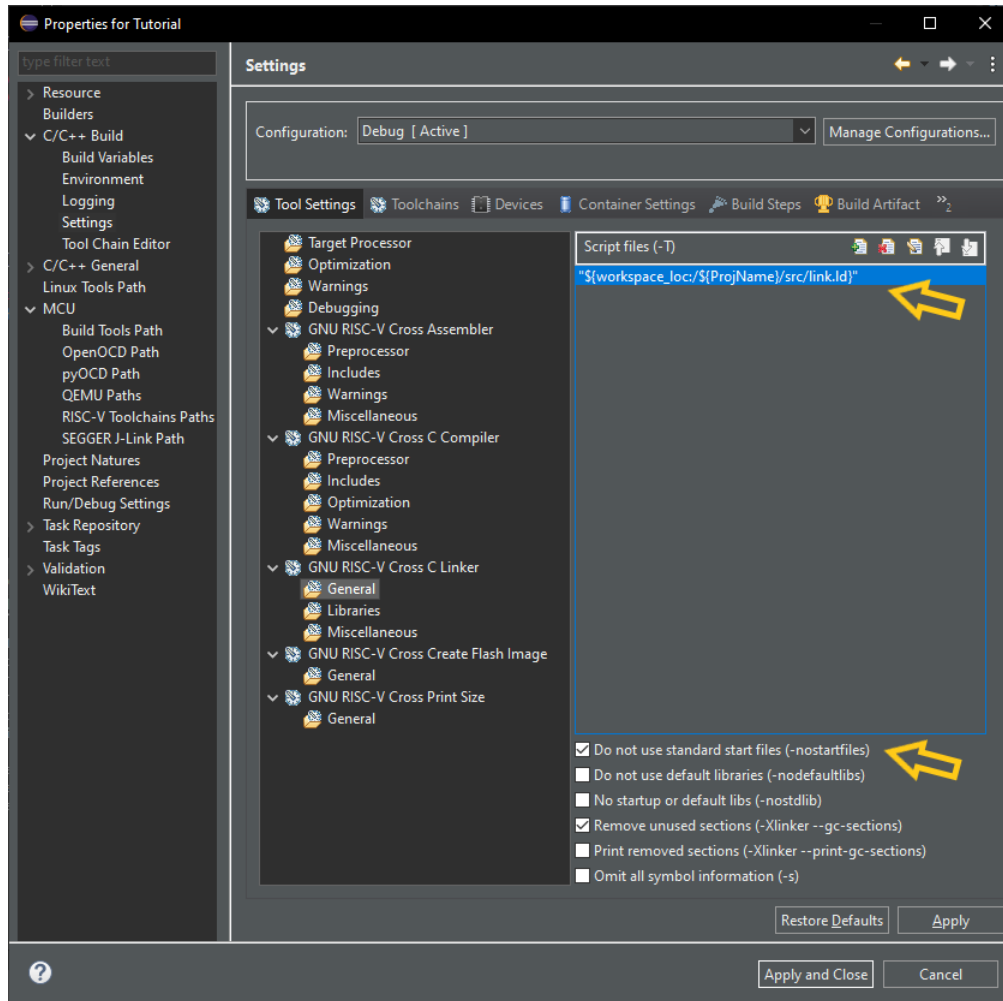 Properties for Tutorial
type filter text
Resource
Builders
C/C++ Build
Build Variables
Environment
Logging
Settings
Tool Chain Editor
C/C++ General
Linux Tools Path
MCU
Build Tools Path
OpenOCD Path
pyOCD Path
QEMU Paths
RISC-V Toolchains Paths
SEGGER J-Link Path
Project Natures
Project References
Run/Debug Settings
Task Repository
Task Tags
Validation
WikiText
Settings
Configuration: Debug [ Active ] Manage Configurations...
Tool Settings Toolchains Devices Container Settings Build Steps Build Artifact »2
Target Processor
Optimization
Warnings
Debugging
GNU RISC-V Cross Assembler
Preprocessor
Includes
Warnings
Miscellaneous
GNU RISC-V Cross C Compiler
Preprocessor
Includes
Optimization
Warnings
Miscellaneous
GNU RISC-V Cross C Linker
General
Libraries
Miscellaneous
GNU RISC-V Cross Create Flash Image
General
GNU RISC-V Cross Print Size
General
Script files (-T)
"${workspace_loc:/${ProjName}/src/link.ld}"
Do not use standard start files (-nostartfiles)
Do not use default libraries (-nodefaultlibs)
No startup or default libs (-nostdlib)
Remove unused sections (-Xlinker --gc-sections)
Print removed sections (-Xlinker --print-gc-sections)
Omit all symbol information (-s)
Restore Defaults Apply
? Apply and Close Cancel